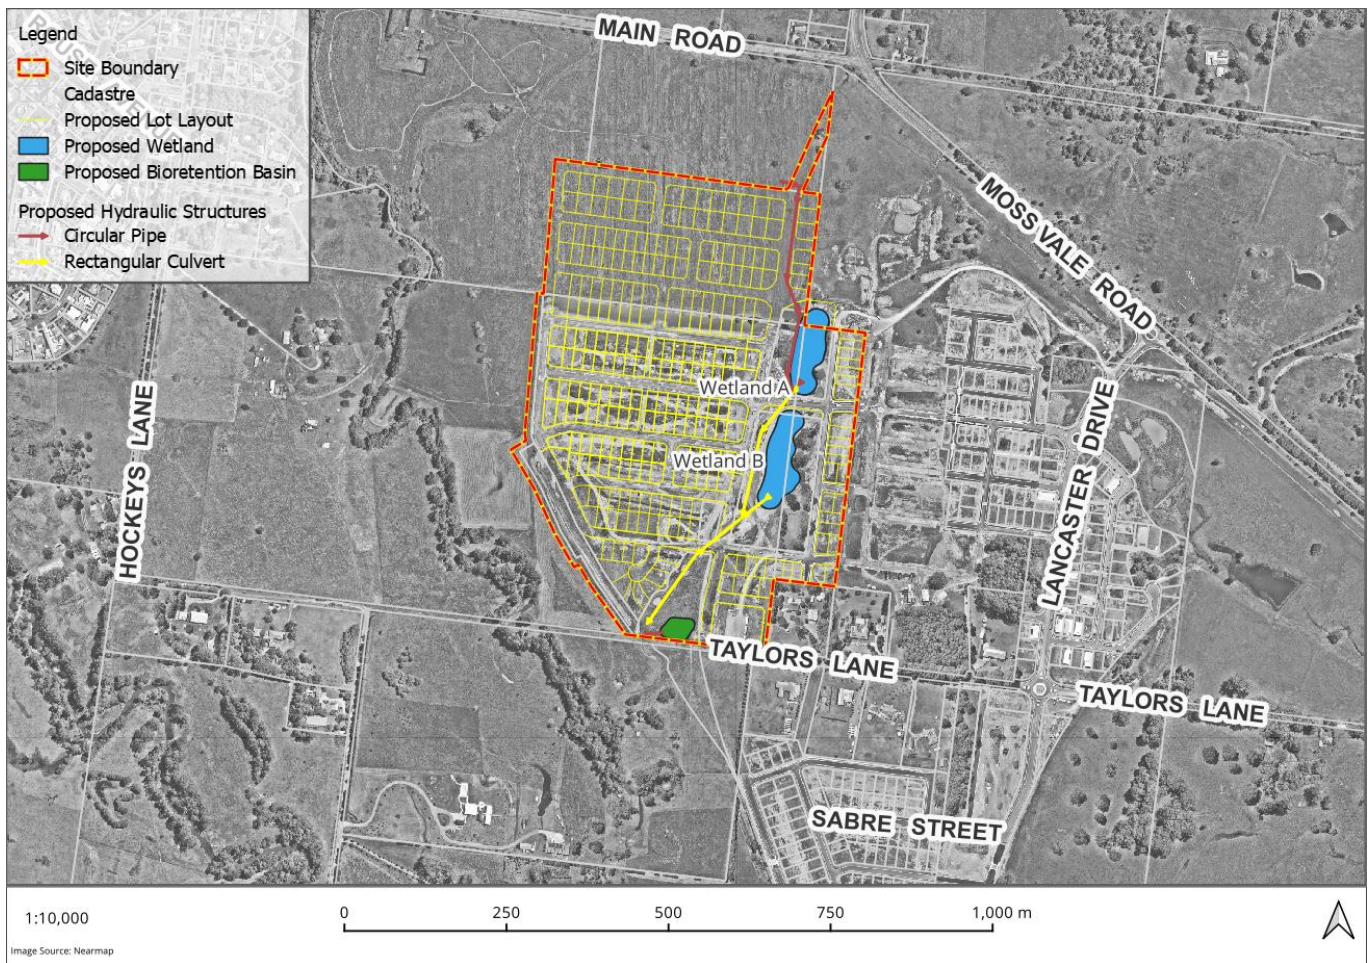 Legend
Site Boundary
Cadastre
Proposed Lot Layout
Proposed Wetland
Proposed Bioretention Basin
Proposed Hydraulic Structures
Circular Pipe
Rectangular Culvert
MAIN ROAD
MOSS VALE ROAD
Wetland A
Wetland B
HOCKEYS LANE
LANCASTER DRIVE
TAYLORS LANE
TAYLORS LANE
SABRE STREET
1:10,000
0 250 500 750 1,000 m
Image Source: Nearmap